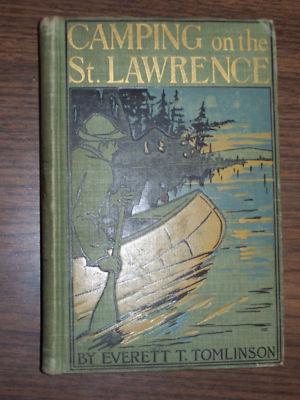 CAMPING on the
St. LAWRENCE
BY EVERETT T. TOMLINSON